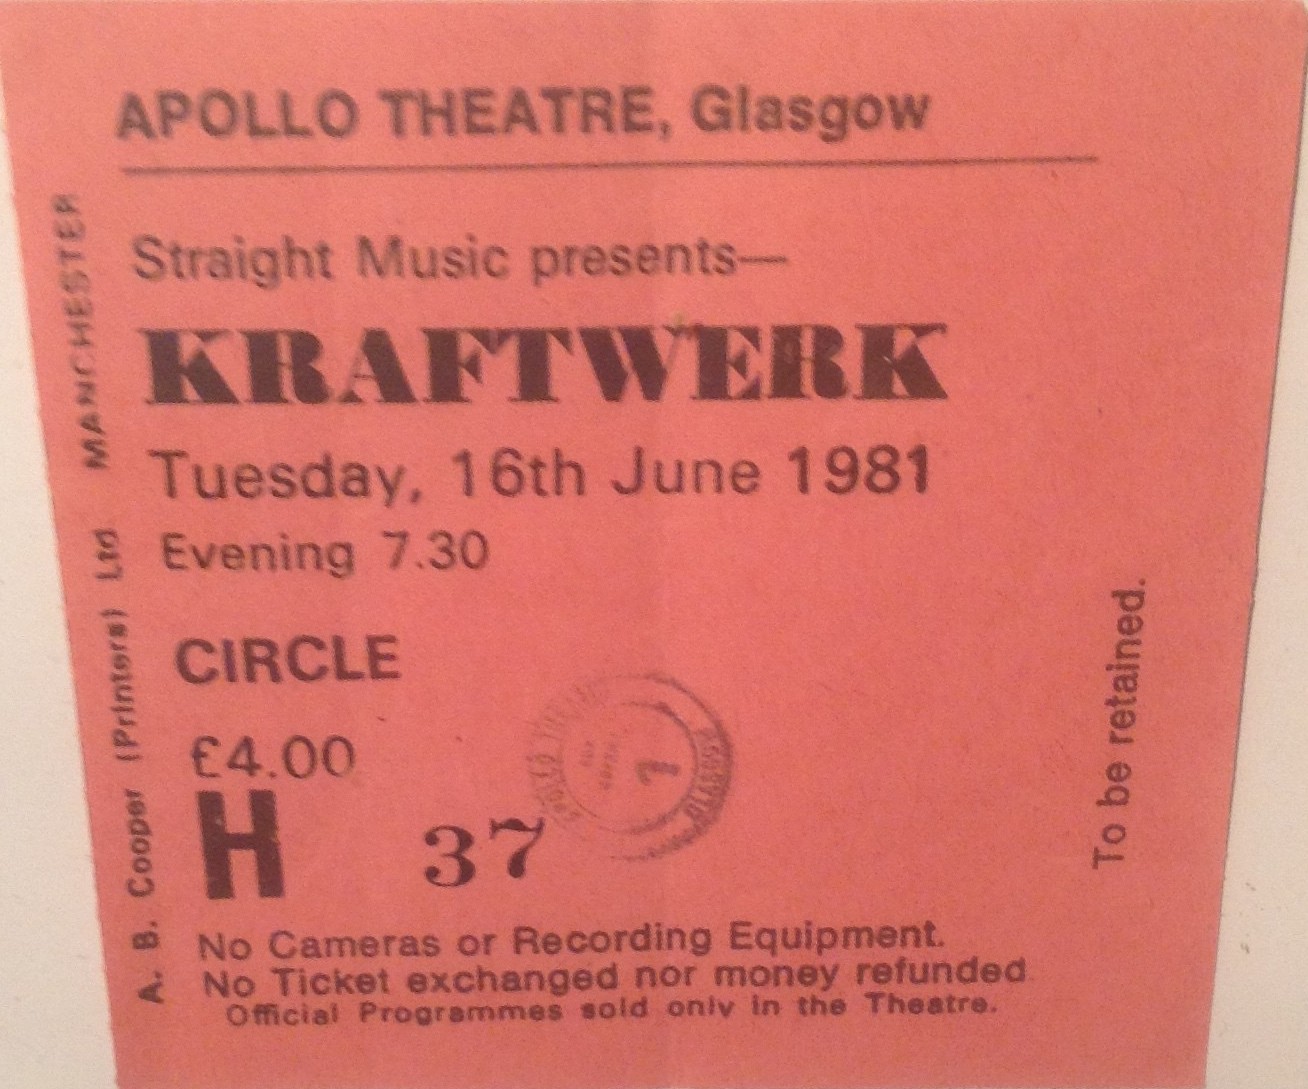 APOLLO THEATRE, Glasgow
Straight Music presents—
KRAFTWERK
Tuesday, 16th June 1981
Evening 7.30
CIRCLE
£4.00
H 37
No Cameras or Recording Equipment.
No Ticket exchanged nor money refunded
Official Programmes sold only in the Theatre.
A. B. Cooper (Printers) Ltd MANCHESTER
To be retained.
GLASGOW
7